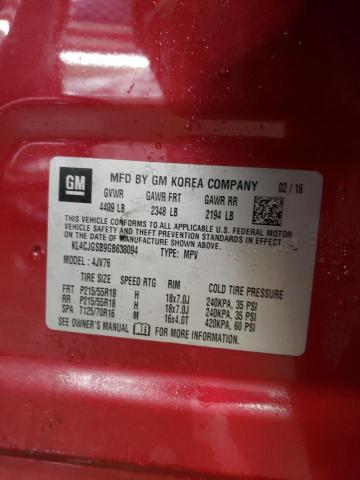 GM
MFD BY GM KOREA COMPANY 02 / 16
GVWR GAWR FRT GAWR RR
4409 LB 2348 LB 2194 LB
THIS VEHICLE CONFORMS TO ALL APPLICABLE U.S. FEDERAL MOTOR
VEHICLE SAFETY, BUMPER, AND THEFT PREVENTION STANDARDS IN
EFFECT ON THE DATE OF MANUFACTURE SHOWN ABOVE.
KL4CJGSB9GB638094 TYPE: MPV
MODEL: 4JV76
TIRE SIZE SPEED RTG RIM COLD TIRE PRESSURE
FRT P215/55R18 H 18x7.0J 240KPA, 35 PSI
RR P215/55R18 H 18x7.0J 240KPA, 35 PSI
SPA T125/70R16 M 16x4.0T 420KPA, 60 PSI
SEE OWNER'S MANUAL FOR ADDITIONAL INFORMATION